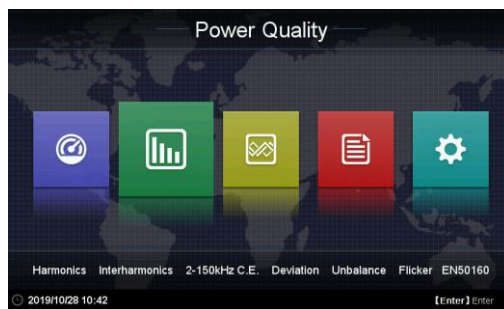 Power Quality
Harmonics Interharmonics 2-150kHz C.E. Deviation Unbalance Flicker EN50160
2019/10/28 10:42 【Enter】Enter